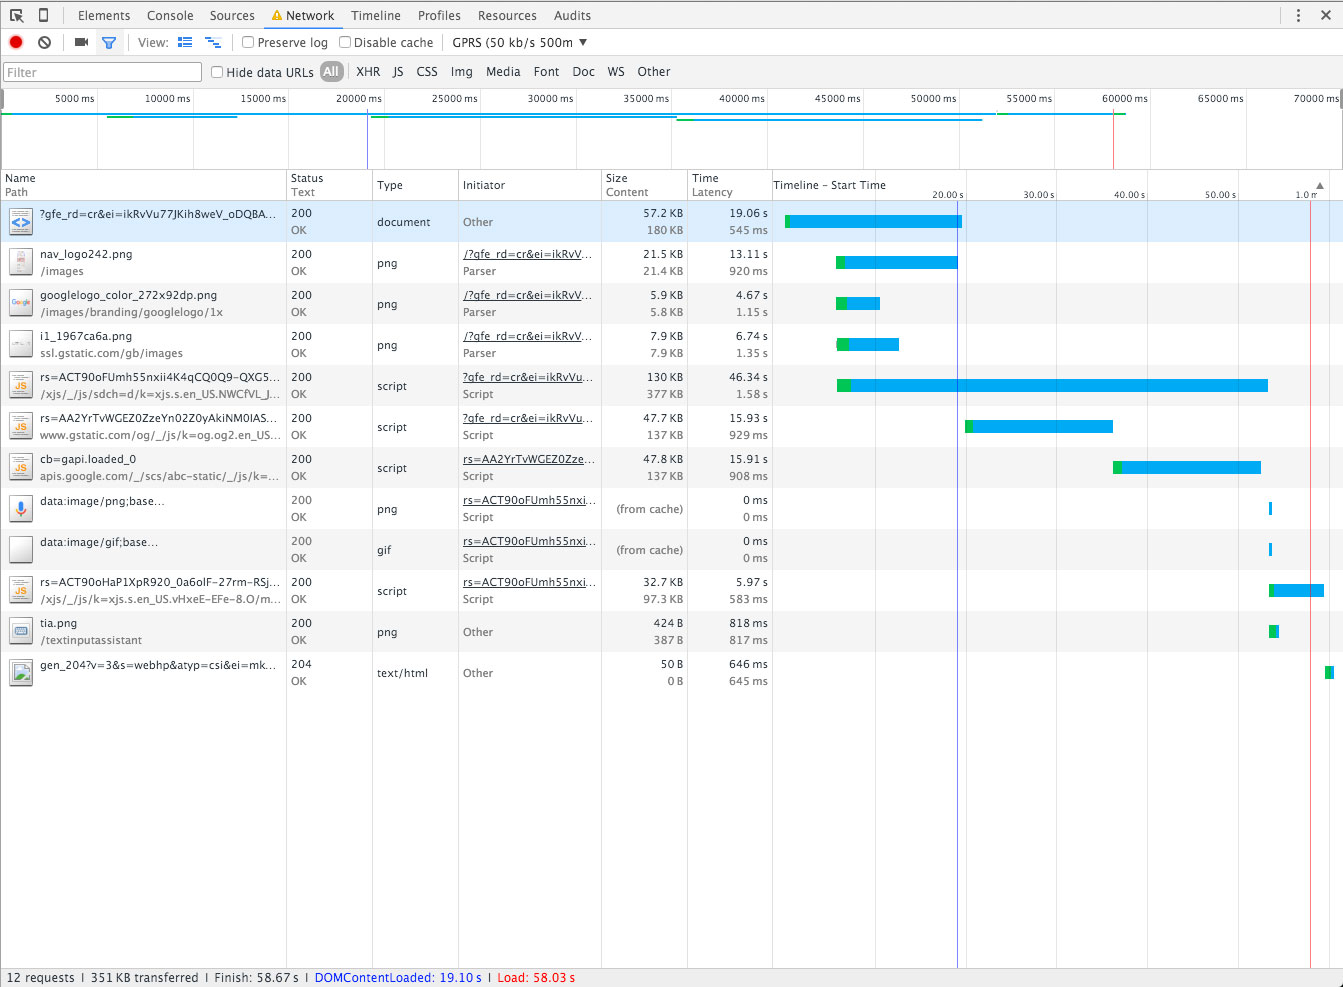 Elements Console Sources Network Timeline Profiles Resources Audits
View: Preserve log Disable cache GPRS (50 kb/s 500m ▼
Filter Hide data URLs All XHR JS CSS Img Media Font Doc WS Other
5000 ms 10000 ms 15000 ms 20000 ms 25000 ms 30000 ms 35000 ms 40000 ms 45000 ms 50000 ms 55000 ms 60000 ms 65000 ms 70000 ms
Name Status Type Initiator Size Time Timeline – Start Time
Path Text Content Latency 20.00 s 30.00 s 40.00 s 50.00 s 1.0 m
?gfe_rd=cr&ei=ikRvVu77JKih8weV_oDQBA... 200 document Other 57.2 KB 19.06 s
OK 180 KB 545 ms
nav_logo242.png 200 png /?gfe_rd=cr&ei=ikRvV... 21.5 KB 13.11 s
/images OK Parser 21.4 KB 920 ms
googlelogo_color_272x92dp.png 200 png /?gfe_rd=cr&ei=ikRvV... 5.9 KB 4.67 s
/images/branding/googlelogo/1x OK Parser 5.8 KB 1.15 s
i1_1967ca6a.png 200 png /?gfe_rd=cr&ei=ikRvV... 7.9 KB 6.74 s
ssl.gstatic.com/gb/images OK Parser 7.9 KB 1.35 s
rs=ACT90oFUmh55nxii4K4qCQ0Q9-QXG5... 200 script ?gfe_rd=cr&ei=ikRvVu... 130 KB 46.34 s
/xjs/_/js/sdch=d/k=xjs.s.en_US.NWCfVL_J... OK Script 377 KB 1.58 s
rs=AA2YrTvWGEZ0ZzeYn02Z0yAkiNM0IAS... 200 script ?gfe_rd=cr&ei=ikRvVu... 47.7 KB 15.93 s
www.gstatic.com/og/_/js/k=og.og2.en_US... OK Script 137 KB 929 ms
cb=gapi.loaded_0 200 script rs=AA2YrTvWGEZ0Zze... 47.8 KB 15.91 s
apis.google.com/_/scs/abc-static/_/js/k=... OK Script 137 KB 908 ms
data:image/png;base... 200 png rs=ACT90oFUmh55nxi... (from cache) 0 ms
OK Script 0 ms
data:image/gif;base... 200 gif rs=ACT90oFUmh55nxi... (from cache) 0 ms
OK Script 0 ms
rs=ACT90oHaP1XpR920_0a6oIF-27rm-RSj... 200 script rs=ACT90oFUmh55nxi... 32.7 KB 5.97 s
/xjs/_/js/k=xjs.s.en_US.vHxeE-EFe-8.O/m... OK Script 97.3 KB 583 ms
tia.png 200 png Other 424 B 818 ms
/textinputassistant OK 387 B 817 ms
gen_204?v=3&s=webhp&atyp=csi&ei=mk... 204 text/html Other 50 B 646 ms
OK 0 B 645 ms
12 requests | 351 KB transferred | Finish: 58.67 s | DOMContentLoaded: 19.10 s | Load: 58.03 s